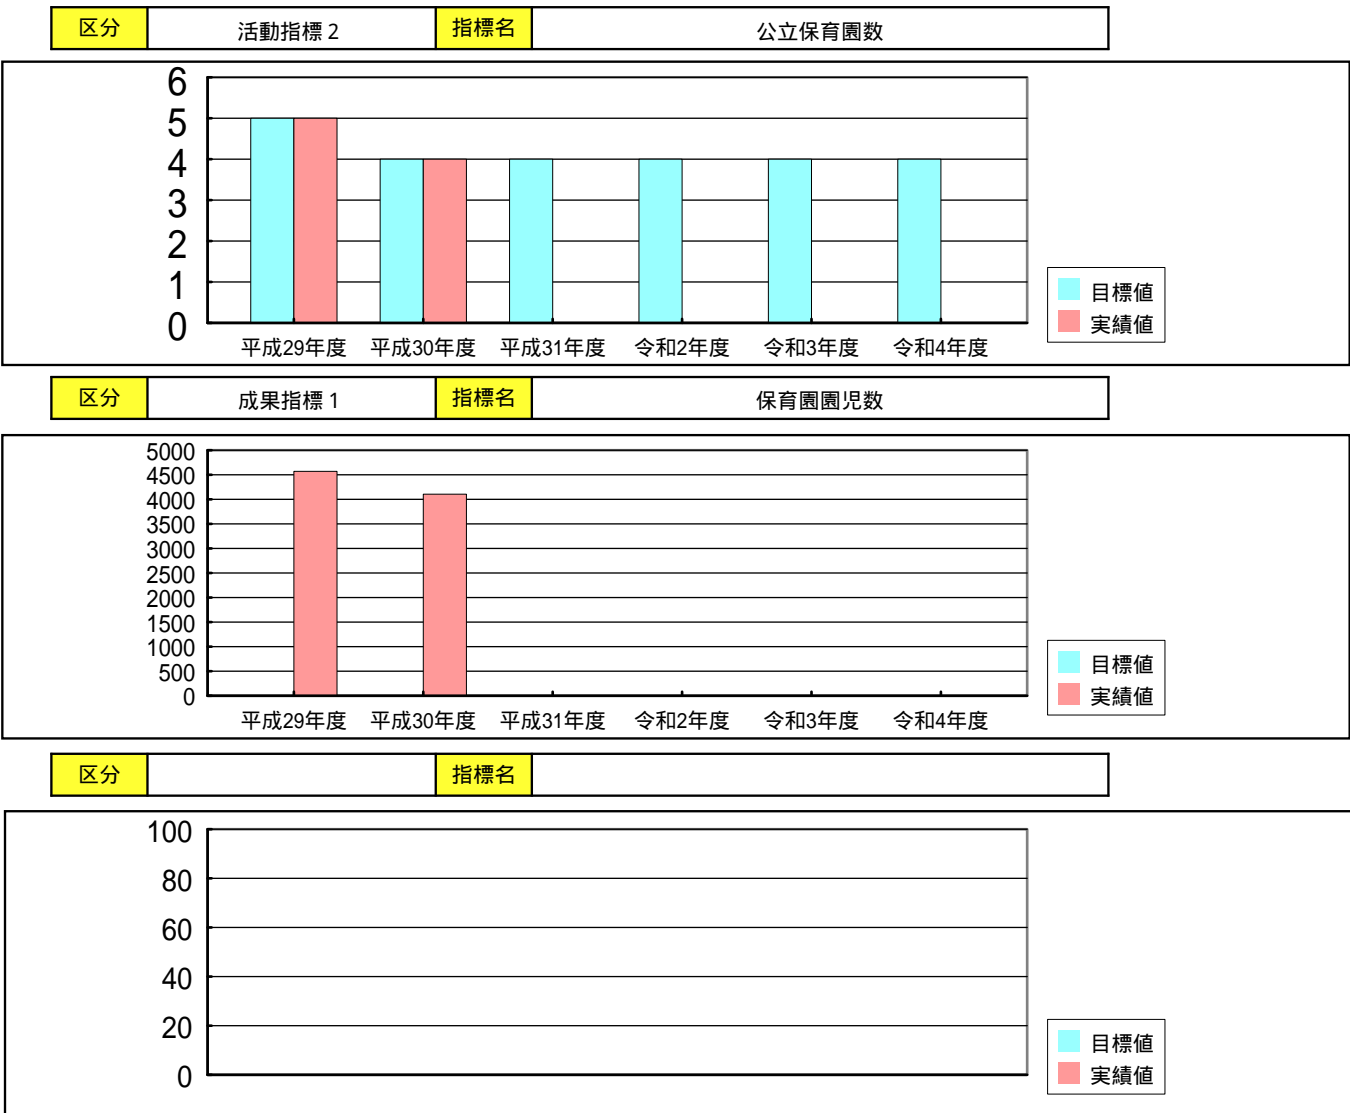 区分 活動指標２ 指標名 公立保育園数
6
5
4
3
2
1
0
平成29年度 平成30年度 平成31年度 令和2年度 令和3年度 令和4年度
目標値
実績値
区分 成果指標１ 指標名 保育園園児数
5000
4500
4000
3500
3000
2500
2000
1500
1000
500
0
平成29年度 平成30年度 平成31年度 令和2年度 令和3年度 令和4年度
目標値
実績値
区分 指標名
100
80
60
40
20
0
目標値
実績値